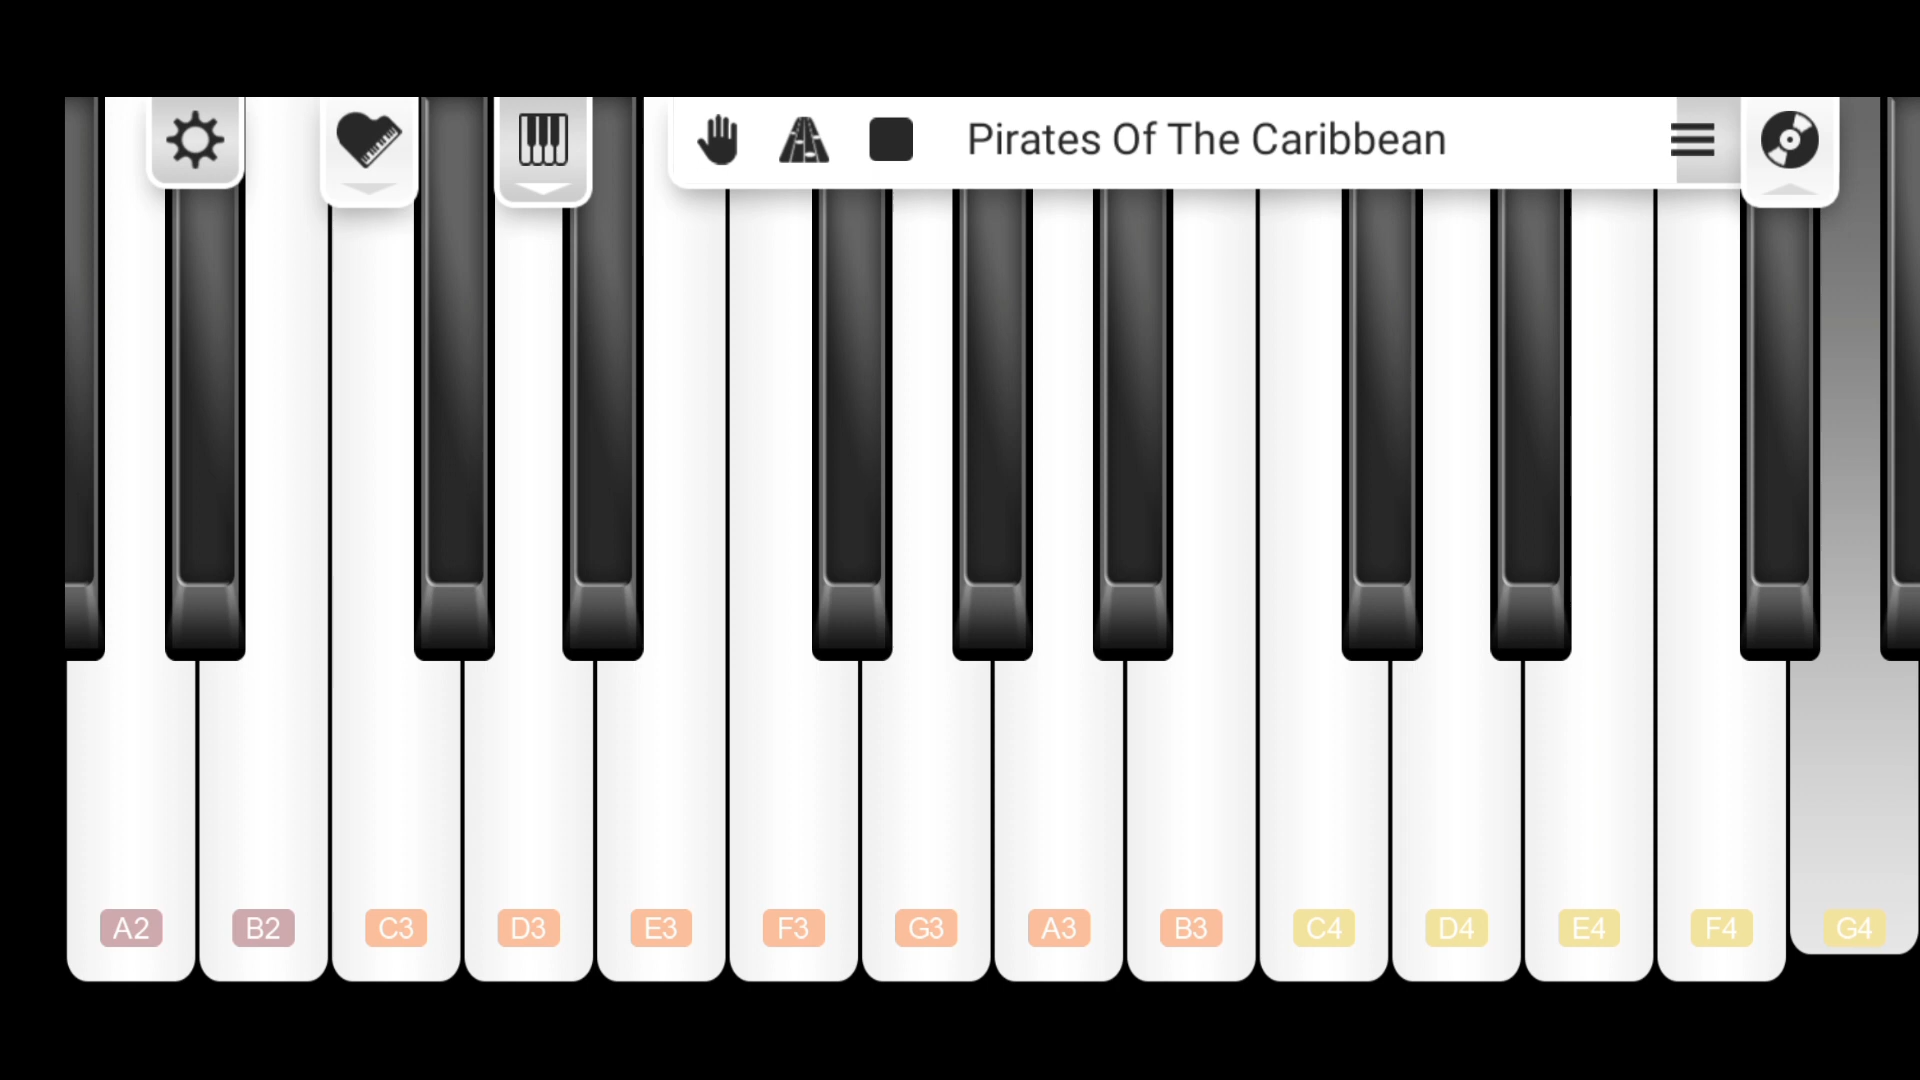 Pirates Of The Caribbean
A2 B2 C3 D3 E3 F3 G3 A3 B3 C4 D4 E4 F4 G4